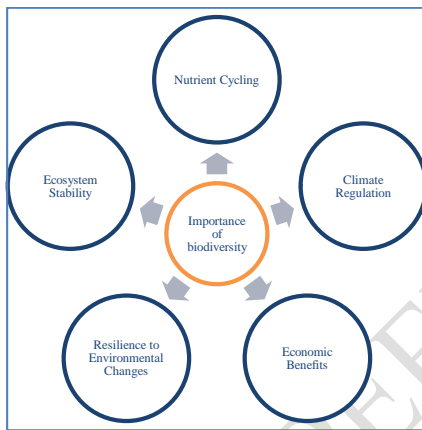 Nutrient Cycling
Ecosystem
Stability
Climate
Regulation
Importance
of
biodiversity
Resilience to
Environmental
Changes
Economic
Benefits